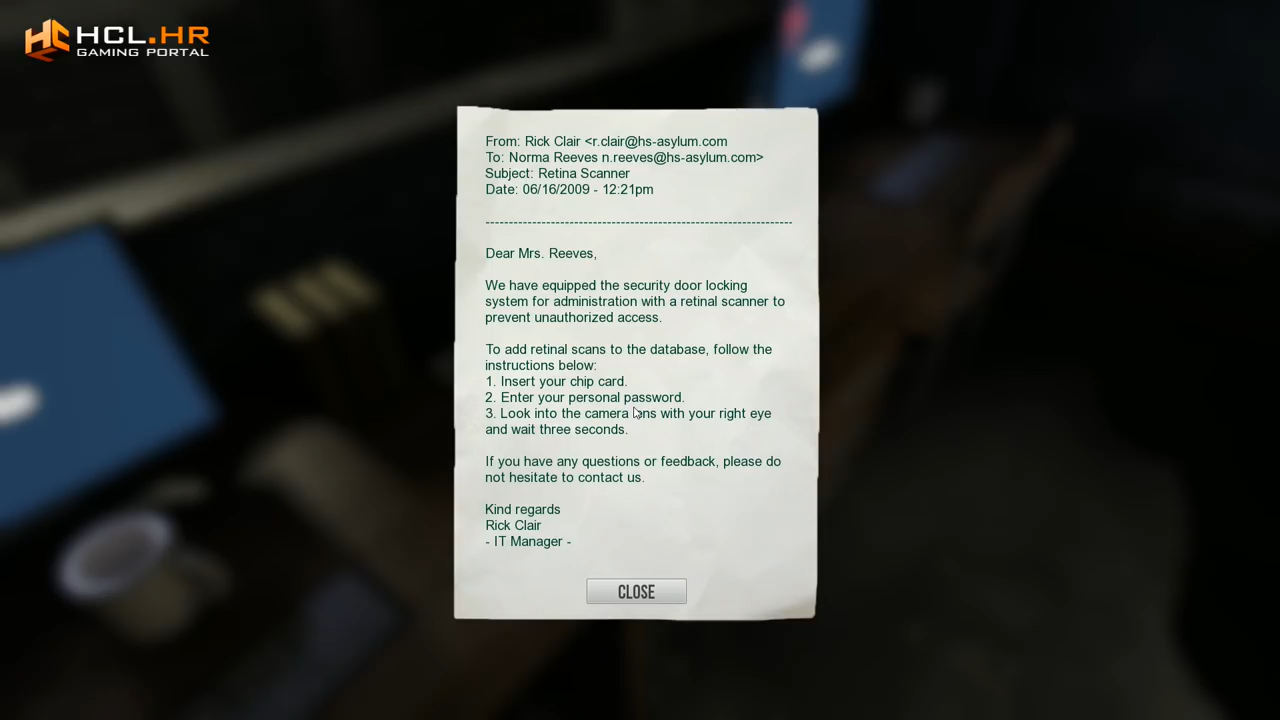 HCL.HR
GAMING PORTAL
From: Rick Clair <r.clair@hs-asylum.com
To: Norma Reeves n.reeves@hs-asylum.com>
Subject: Retina Scanner
Date: 06/16/2009 - 12:21pm
----------------------------------------------------------------
Dear Mrs. Reeves,
We have equipped the security door locking
system for administration with a retinal scanner to
prevent unauthorized access.
To add retinal scans to the database, follow the
instructions below:
1. Insert your chip card.
2. Enter your personal password.
3. Look into the camera lens with your right eye
and wait three seconds.
If you have any questions or feedback, please do
not hesitate to contact us.
Kind regards
Rick Clair
- IT Manager -
CLOSE